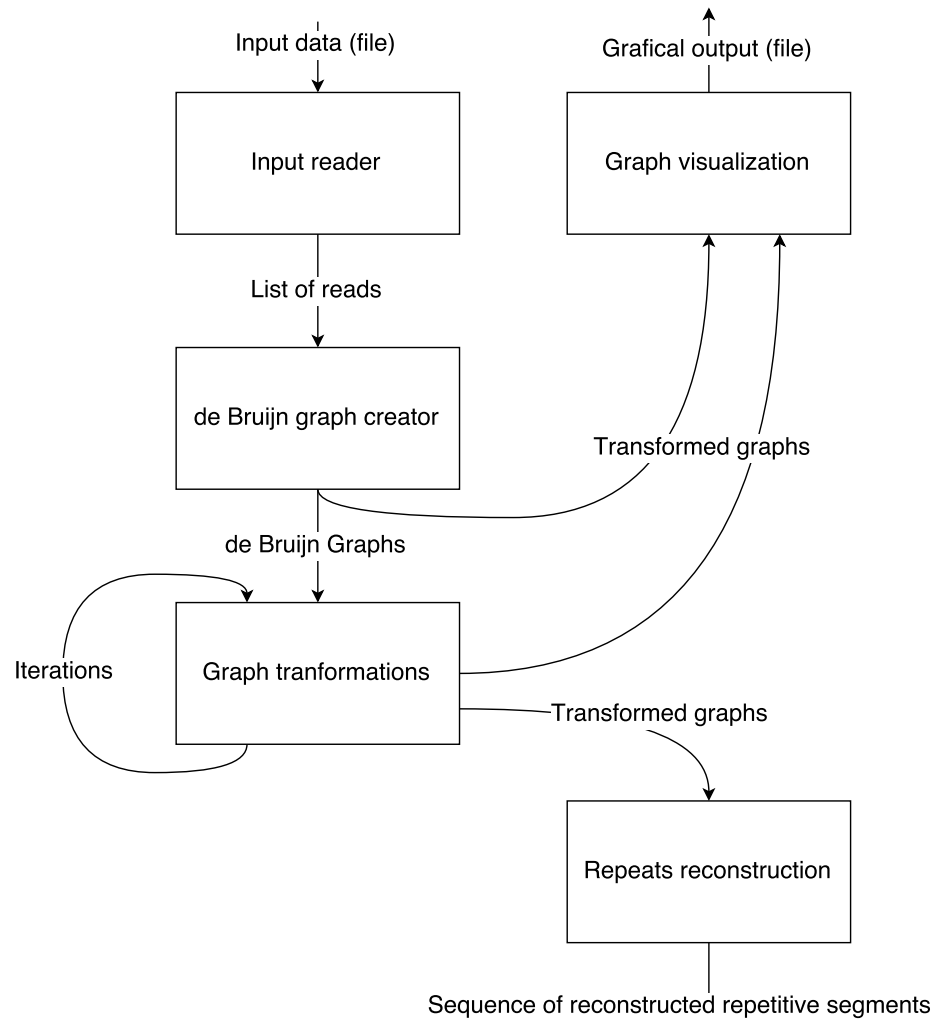 Input data (file)
Grafical output (file)
Input reader
Graph visualization
List of reads
de Bruijn graph creator
Transformed graphs
de Bruijn Graphs
Iterations
Graph tranformations
Transformed graphs
Repeats reconstruction
Sequence of reconstructed repetitive segments